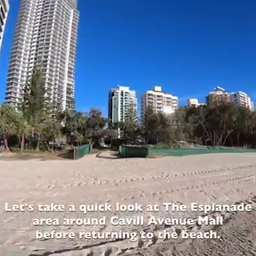 Let's take a quick look at The Esplanade
area around Cavill Avenue Mall
before returning to the beach.